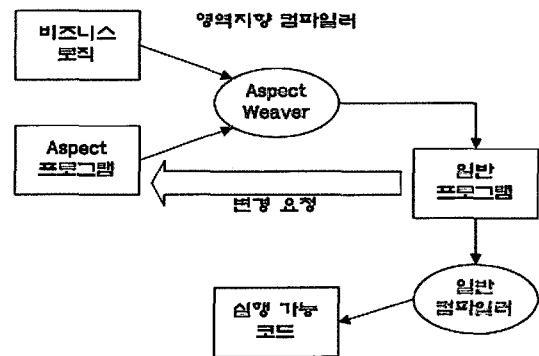 영역지향 컴파일러
비즈니스
로직
Aspect
Weaver
Aspect
프로그램
일반
프로그램
변경 요청
일반
컴파일러
실행 가능
코드